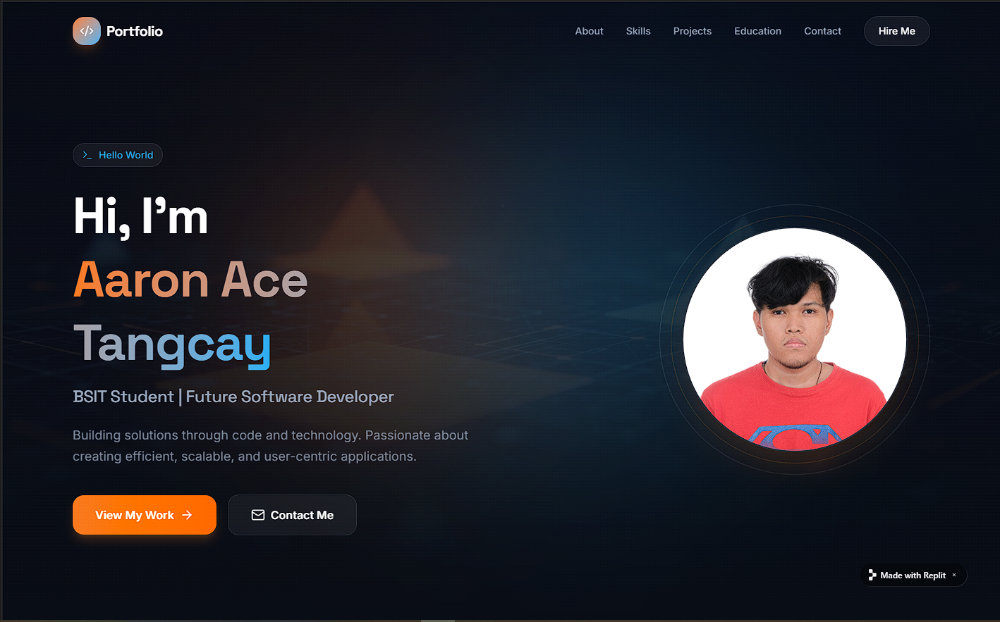 </> Portfolio
About Skills Projects Education Contact Hire Me
>_ Hello World
Hi, I’m
Aaron Ace
Tangcay
BSIT Student | Future Software Developer
Building solutions through code and technology. Passionate about
creating efficient, scalable, and user-centric applications.
View My Work →
Contact Me
Made with Replit ×